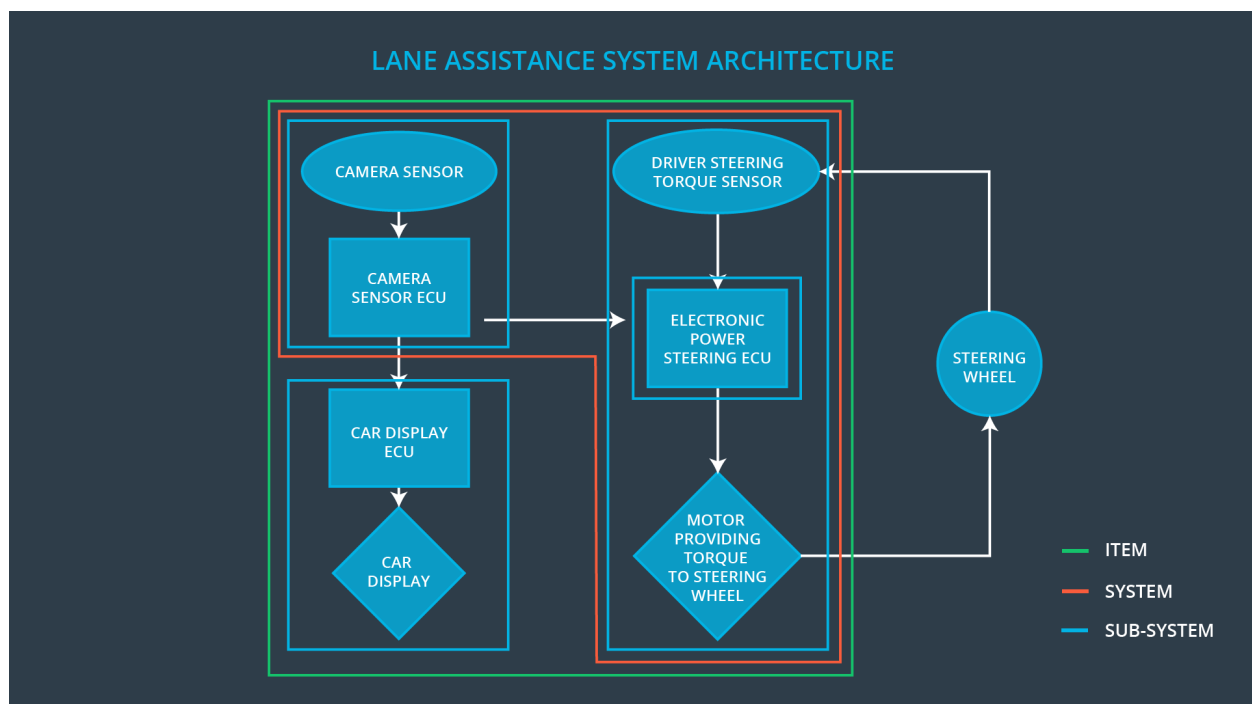 LANE ASSISTANCE SYSTEM ARCHITECTURE
CAMERA SENSOR
CAMERA
SENSOR ECU
CAR DISPLAY
ECU
CAR
DISPLAY
DRIVER STEERING
TORQUE SENSOR
ELECTRONIC
POWER
STEERING ECU
MOTOR
PROVIDING
TORQUE
TO STEERING
WHEEL
STEERING
WHEEL
ITEM
SYSTEM
SUB-SYSTEM